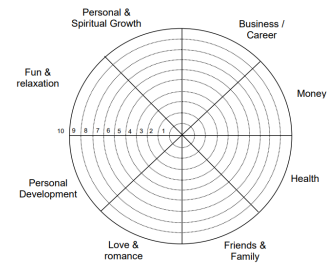 Personal &
Spiritual Growth
Business /
Career
Fun &
relaxation
Money
10 9 8 7 6 5 4 3 2 1
Personal
Development
Health
Love &
romance
Friends &
Family